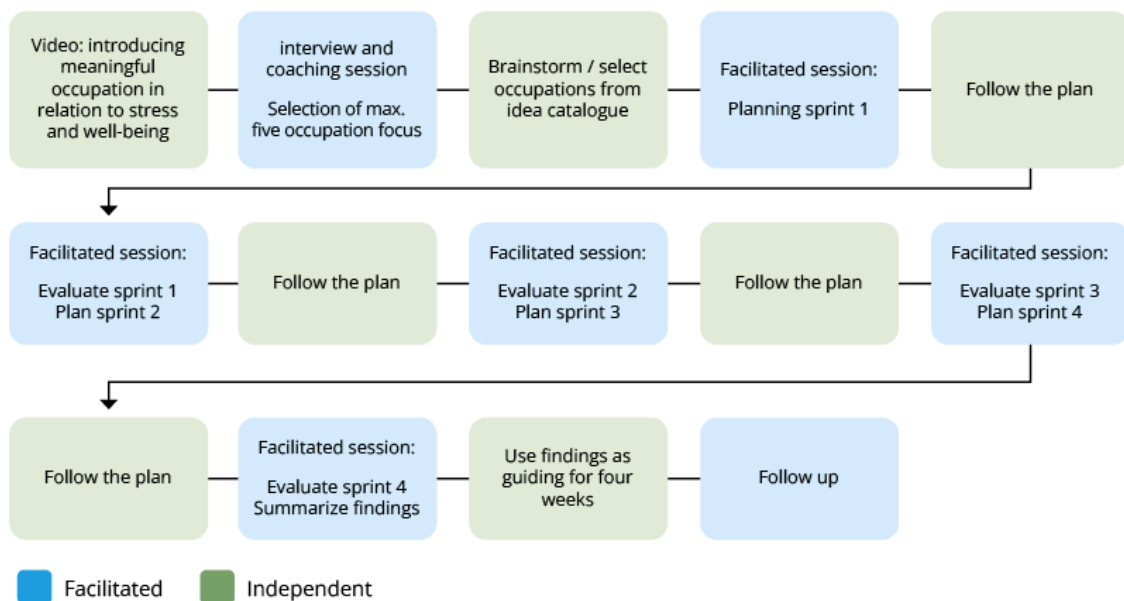 Video: introducing
meaningful
occupation in
relation to stress
and well-being
interview and
coaching session
Selection of max.
five occupation focus
Brainstorm / select
occupations from
idea catalogue
Facilitated session:
Planning sprint 1
Follow the plan
Facilitated session:
Evaluate sprint 1
Plan sprint 2
Follow the plan
Facilitated session:
Evaluate sprint 2
Plan sprint 3
Follow the plan
Facilitated session:
Evaluate sprint 3
Plan sprint 4
Follow the plan
Facilitated session:
Evaluate sprint 4
Summarize findings
Use findings as
guiding for four
weeks
Follow up
Facilitated
Independent